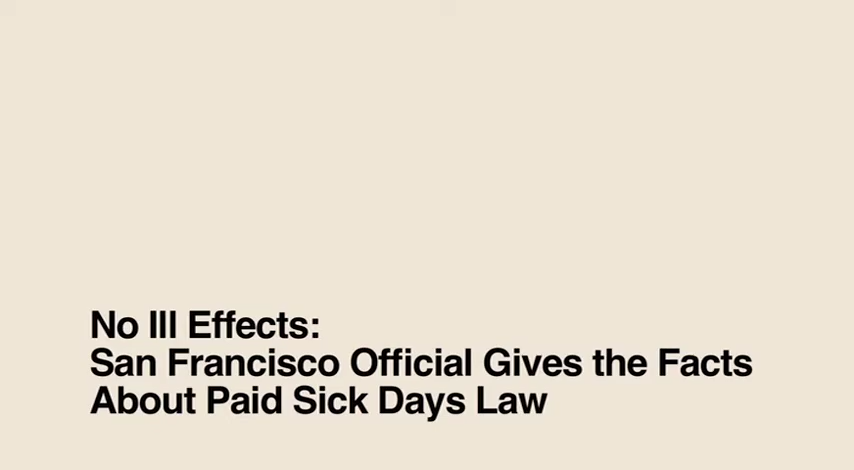 No Ill Effects:
San Francisco Official Gives the Facts
About Paid Sick Days Law